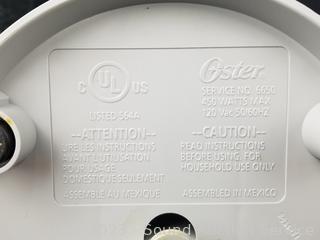 C UL US
LISTED 564A
—ATTENTION—
LIRE LES INSTRUCTIONS
AVANT L'UTILISATION
POUR USAGE
DOMESTIQUE SEULEMENT
ASSEMBLE AU MEXIQUE
Oster
SERVICE NO. 6650
450 WATTS MAX
120 Vac 50/60HZ
—CAUTION—
READ INSTRUCTIONS
BEFORE USING. FOR
HOUSEHOLD USE ONLY
ASSEMBLED IN MEXICO